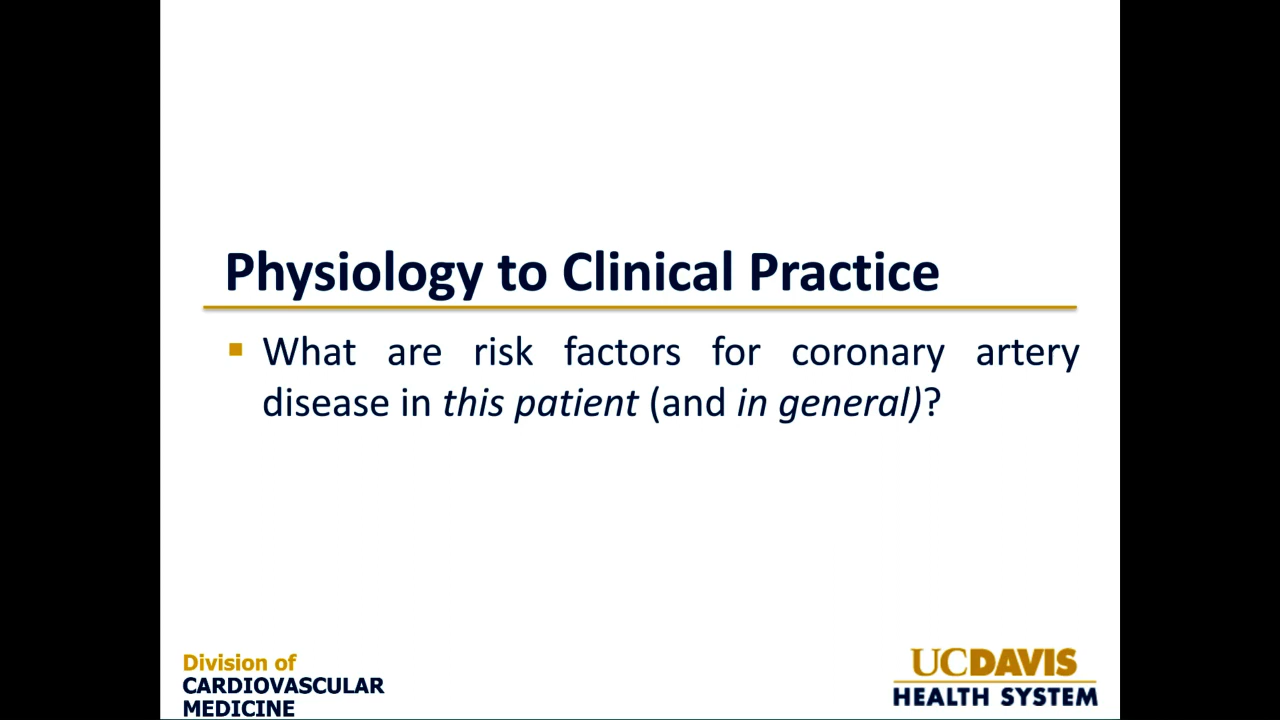 Physiology to Clinical Practice
▪ What are risk factors for coronary artery
disease in this patient (and in general)?
Division of
CARDIOVASCULAR
MEDICINE
UCDAVIS
HEALTH SYSTEM